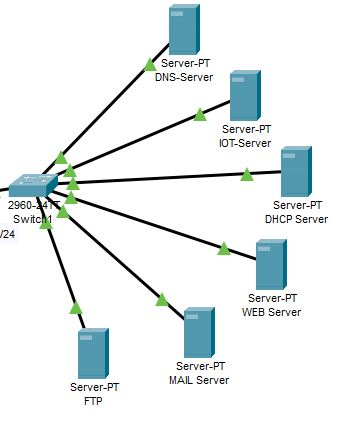 Server-PT
DNS-Server
Server-PT
IOT-Server
Server-PT
DHCP Server
2960-24T
Switch1
/24
Server-PT
WEB Server
Server-PT
MAIL Server
Server-PT
FTP